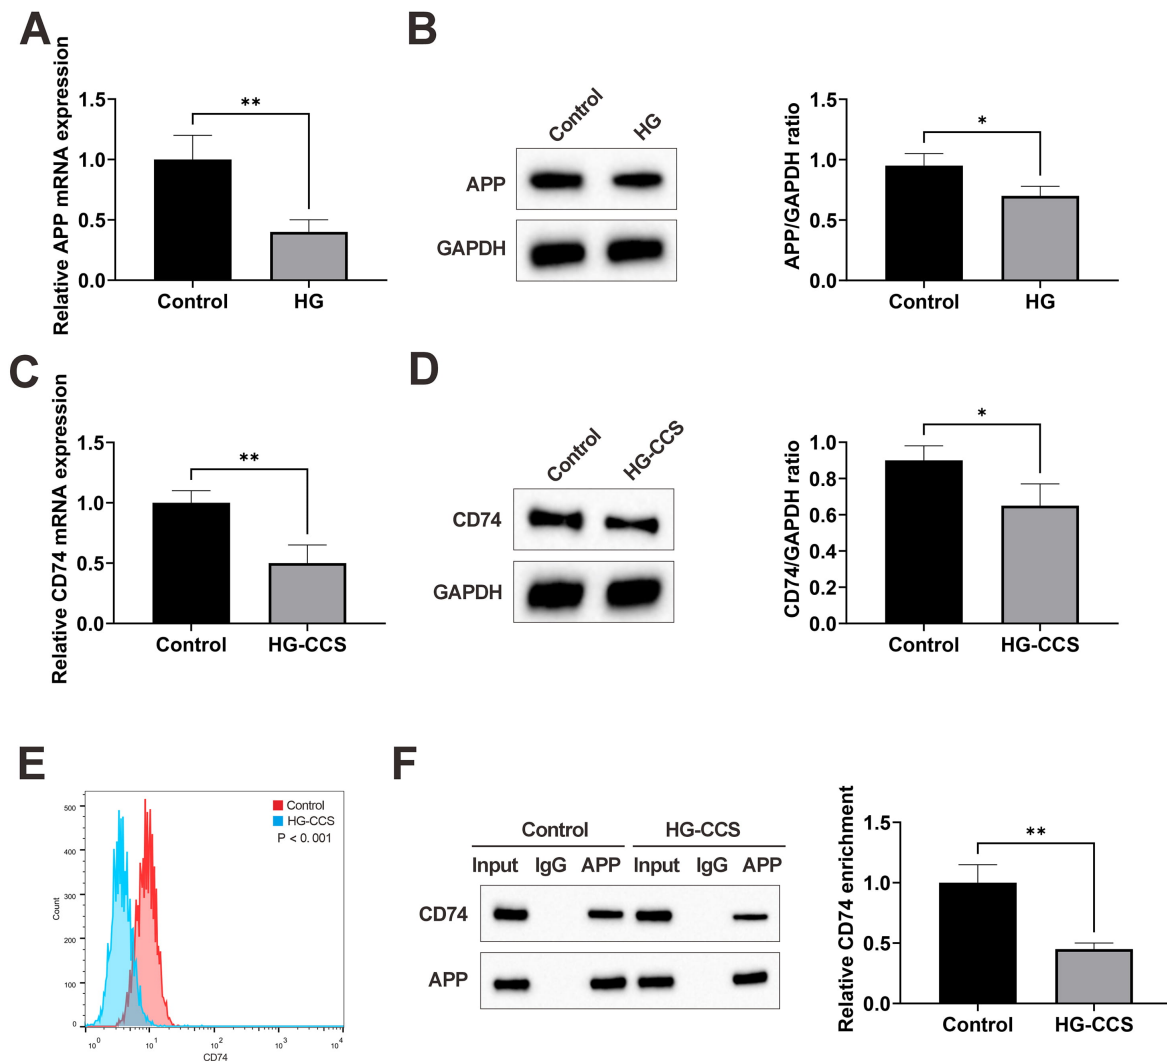 A
Relative APP mRNA expression
1.5
1.0
0.5
0.0
**
Control
HG
B
Control
HG
APP
GAPDH
APP/GAPDH ratio
1.5
1.0
0.5
0.0
*
Control
HG
C
Relative CD74 mRNA expression
1.5
1.0
0.5
0.0
**
Control
HG-CCS
D
Control
HG-CCS
CD74
GAPDH
CD74/GAPDH ratio
1.0
0.8
0.6
0.4
0.2
0.0
*
Control
HG-CCS
E
Count
500
400
300
200
100
0
Control
HG-CCS
P < 0.001
10⁰
10¹
10²
10³
10⁴
CD74
F
Control
HG-CCS
Input
IgG
APP
Input
IgG
APP
CD74
APP
Relative CD74 enrichment
1.5
1.0
0.5
0.0
**
Control
HG-CCS